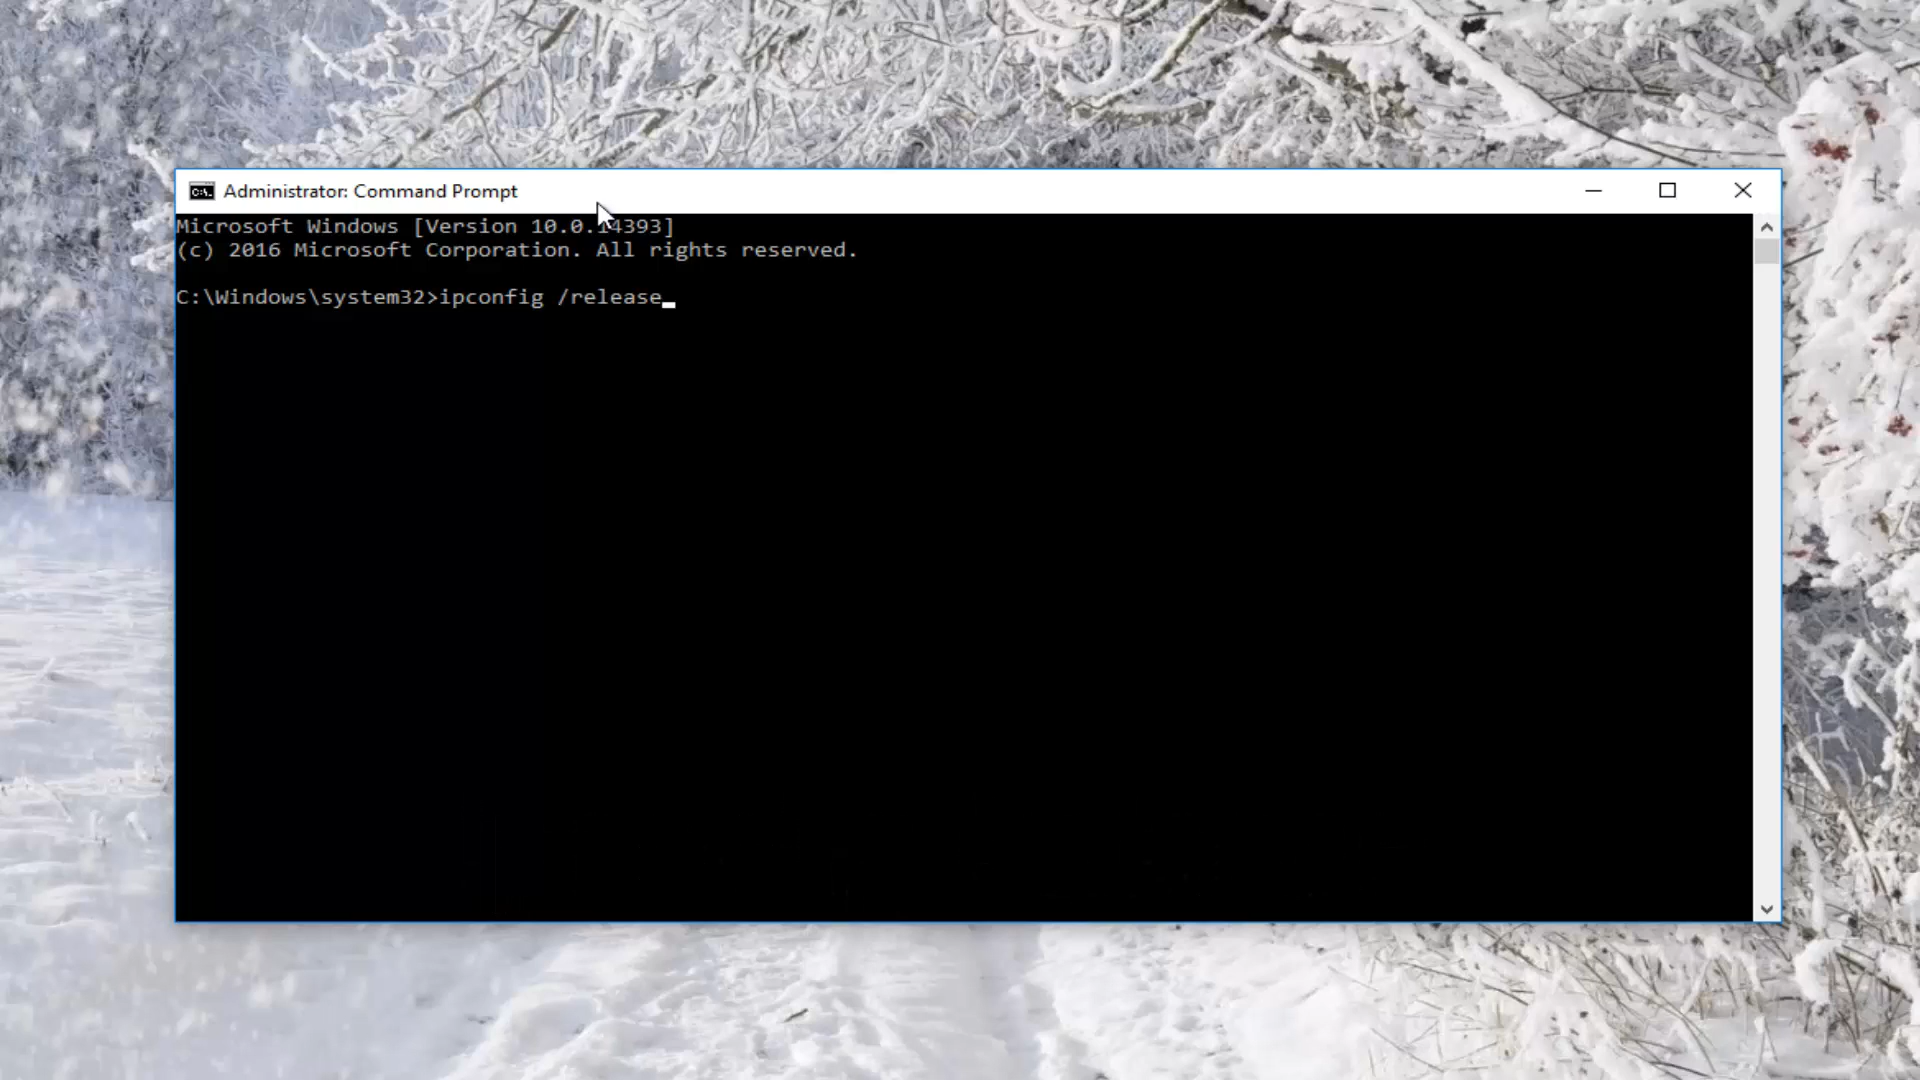 Administrator: Command Prompt
Microsoft Windows [Version 10.0.14393]
(c) 2016 Microsoft Corporation. All rights reserved.
C:\Windows\system32>ipconfig /release